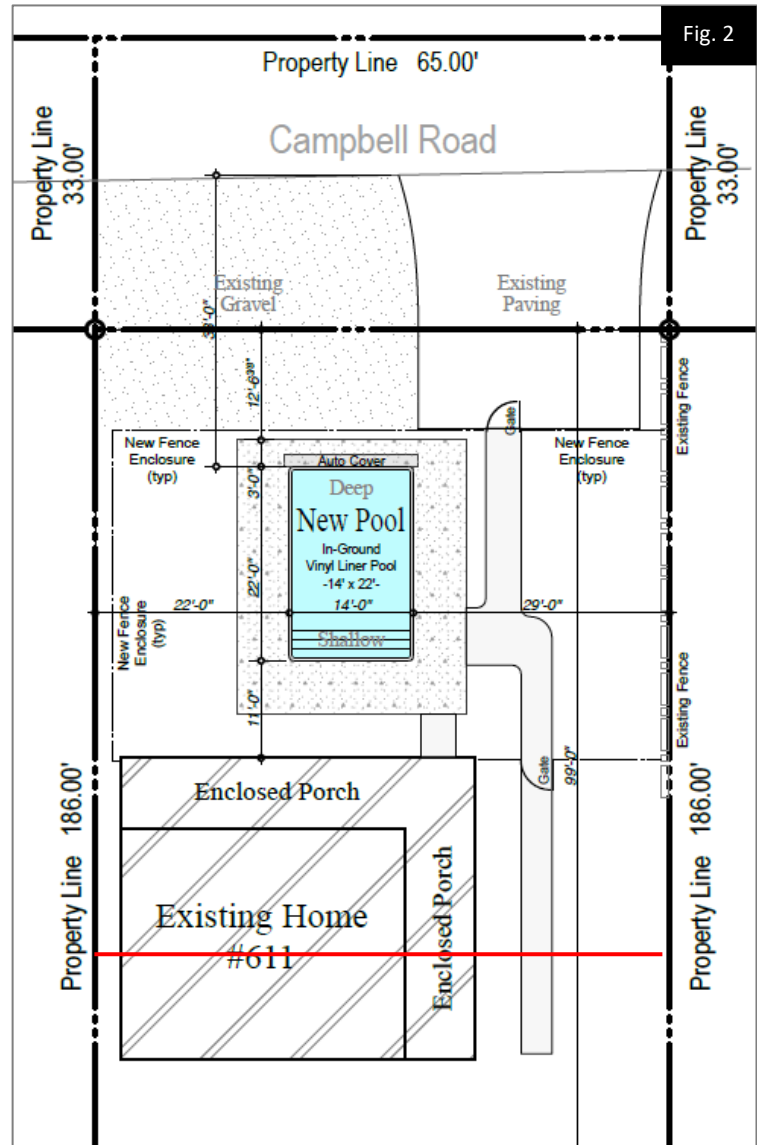 Fig. 2
Property Line 65.00'
Campbell Road
Property Line
33.00'
Property Line
33.00'
Existing
Gravel
Existing
Paving
12'-6
Gate
Existing Fence
New Fence
Enclosure
(typ)
Auto Cover
New Fence
Enclosure
(typ)
3'-0"
Deep
New Pool
In-Ground
Vinyl Liner Pool
-14' x 22'-
22'-0"
22'-0"
14'-0"
29'-0"
Shallow
New Fence
Enclosure
(typ)
Existing Fence
11'-0"
Gate
99'-0"
Property Line 186.00'
Property Line 186.00'
Enclosed Porch
Existing Home
#611
Enclosed Porch